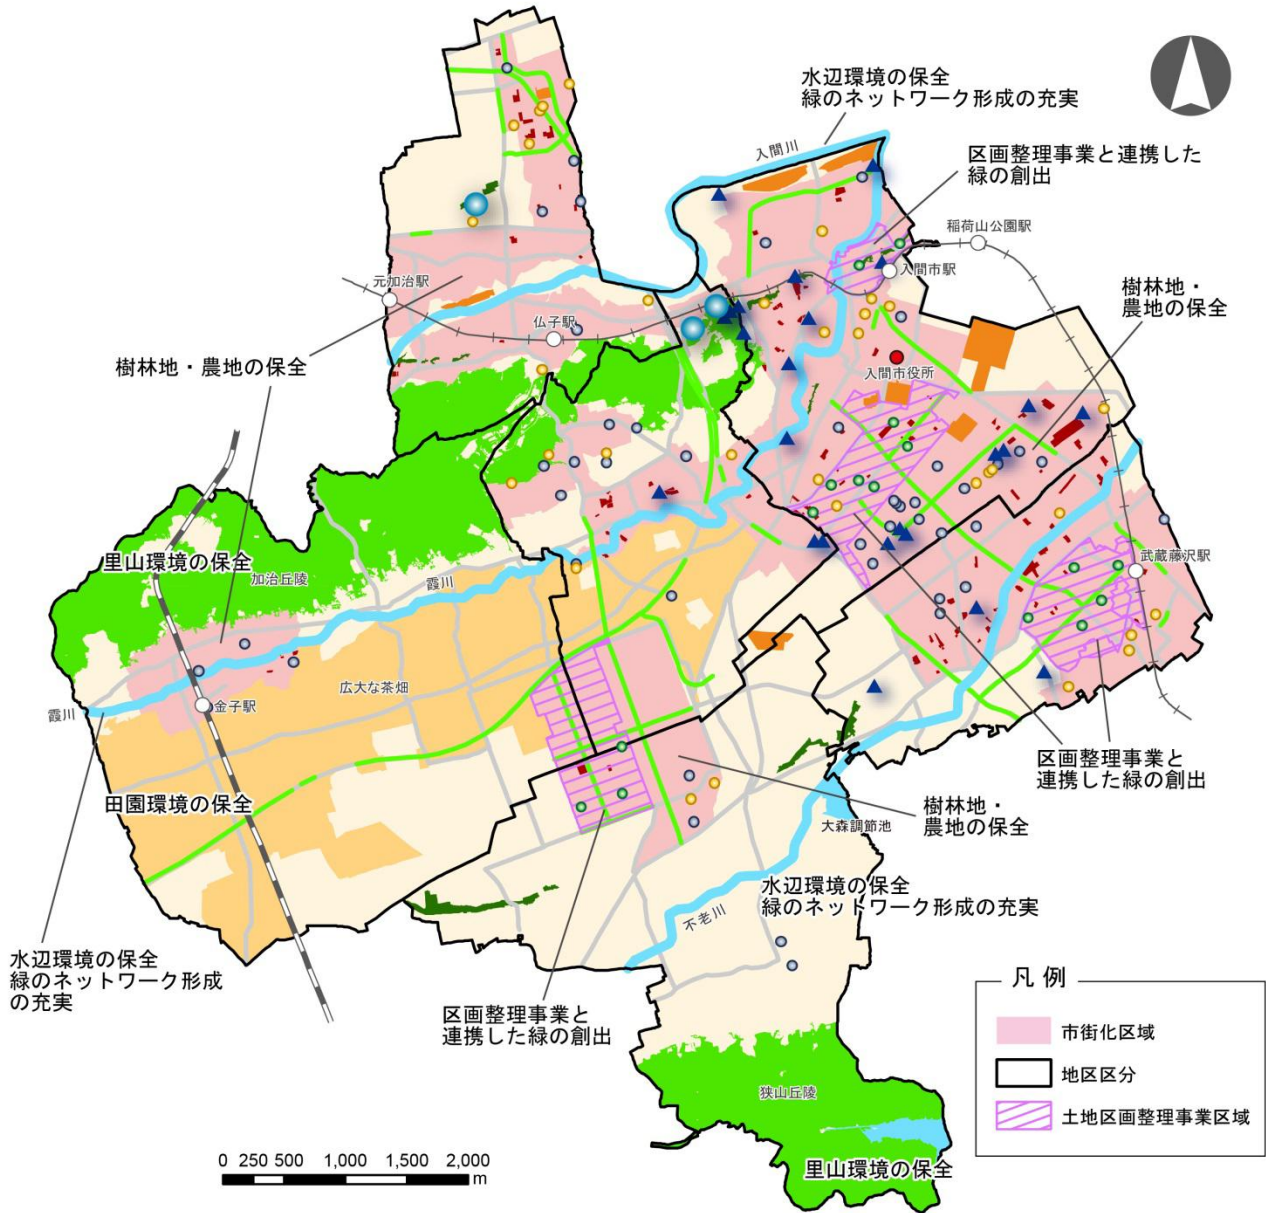 水辺環境の保全
緑のネットワーク形成の充実
入間川
区画整理事業と連携した
緑の創出
稲荷山公園駅
入間市駅
元加治駅
仏子駅
樹林地・
農地の保全
樹林地・農地の保全
入間市役所
里山環境の保全
加治丘陵
霞川
武蔵藤沢駅
広大な茶畑
霞川
金子駅
区画整理事業と
連携した緑の創出
田園環境の保全
樹林地・
農地の保全
大森調節池
水辺環境の保全
緑のネットワーク形成の充実
不老川
水辺環境の保全
緑のネットワーク形成
の充実
区画整理事業と
連携した緑の創出
凡 例
市街化区域
地区区分
土地区画整理事業区域
狭山丘陵
里山環境の保全
0 250 500 1,000 1,500 2,000
m